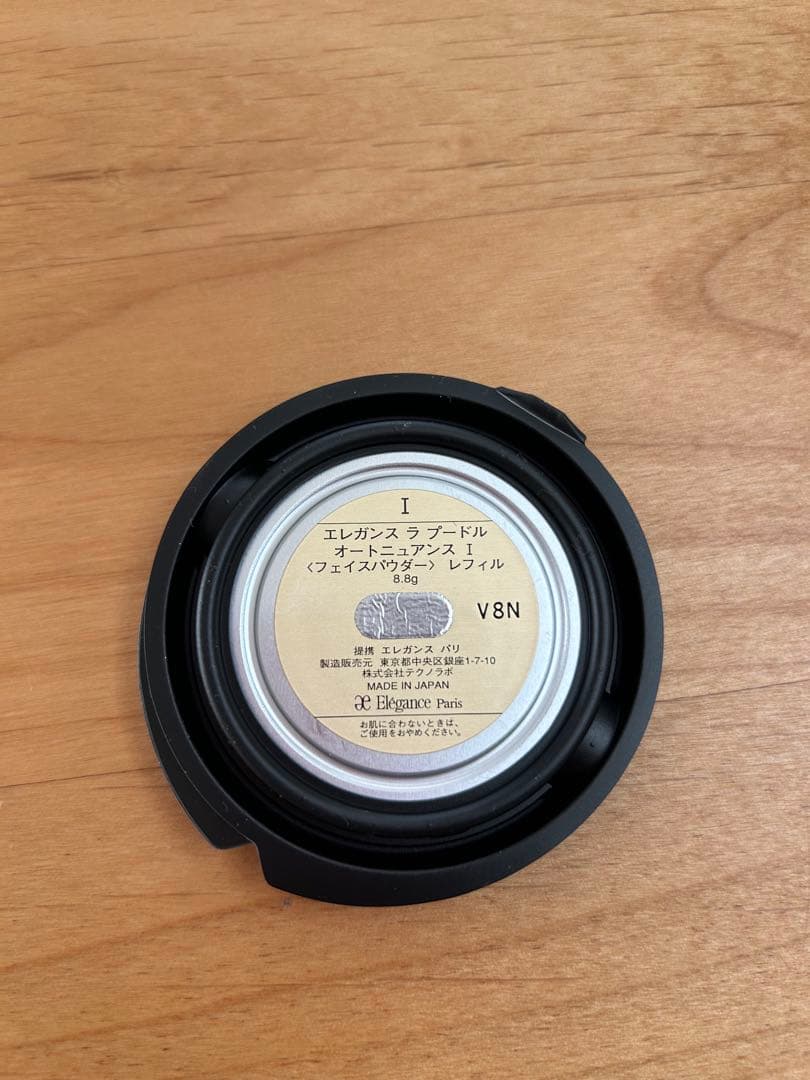 I
エレガンス ラ プードル
オートニュアンス I
〈フェイスパウダー〉 レフィル
8.8g
V8N
提携 エレガンス パリ
製造販売元 東京都中央区銀座1-7-10
株式会社テクノラボ
MADE IN JAPAN
æ Elégance Paris
お肌に合わないときは、
ご使用をおやめください。